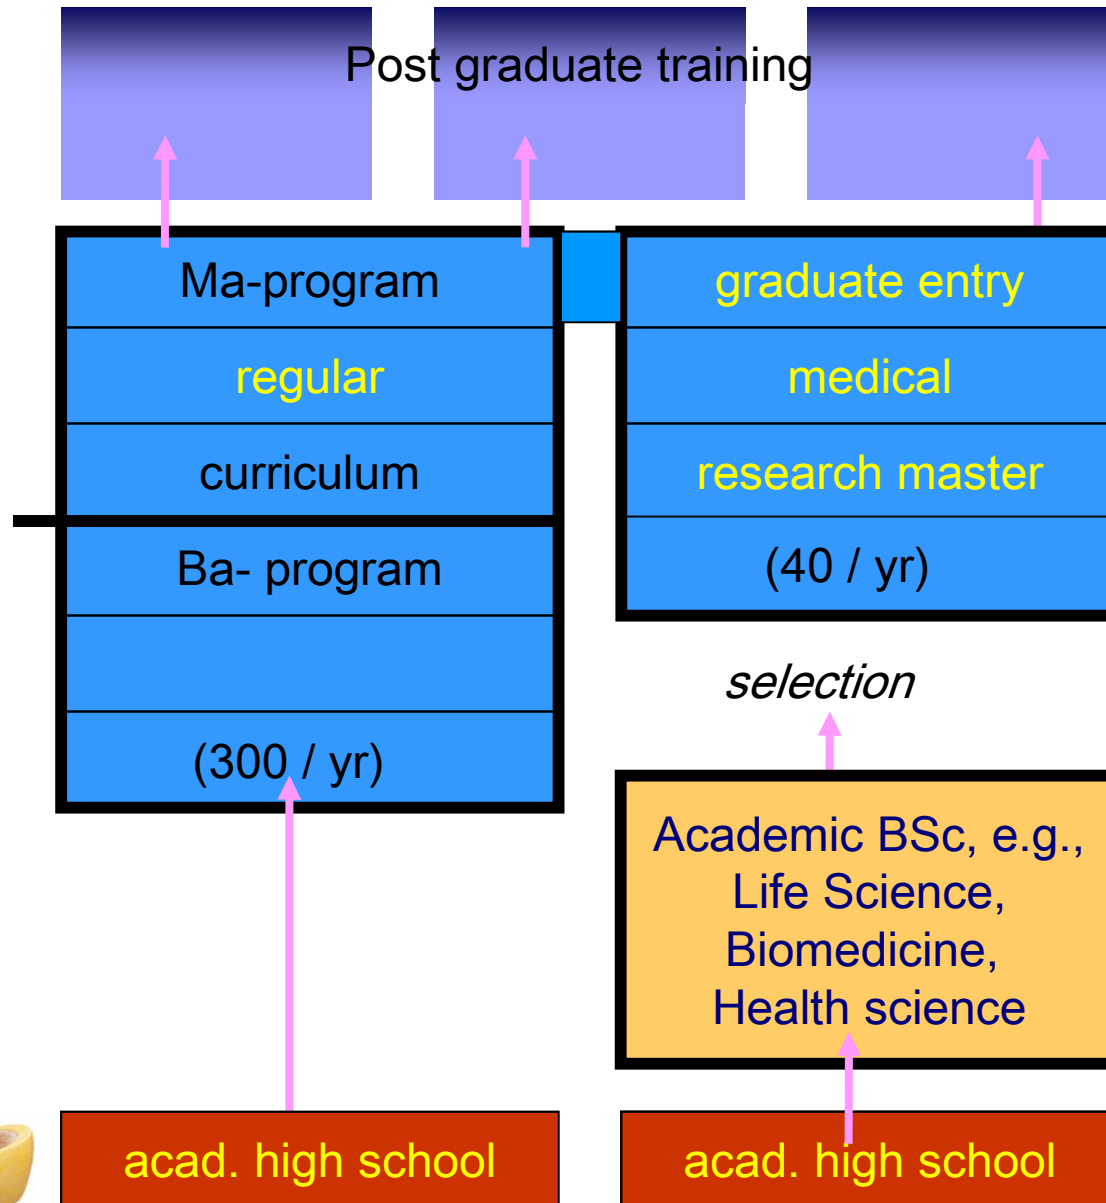 Post graduate training
Ma-program
regular
curriculum
Ba- program
(300 / yr)
acad. high school
graduate entry
medical
research master
(40 / yr)
selection
Academic BSc, e.g.,
Life Science,
Biomedicine,
Health science
acad. high school